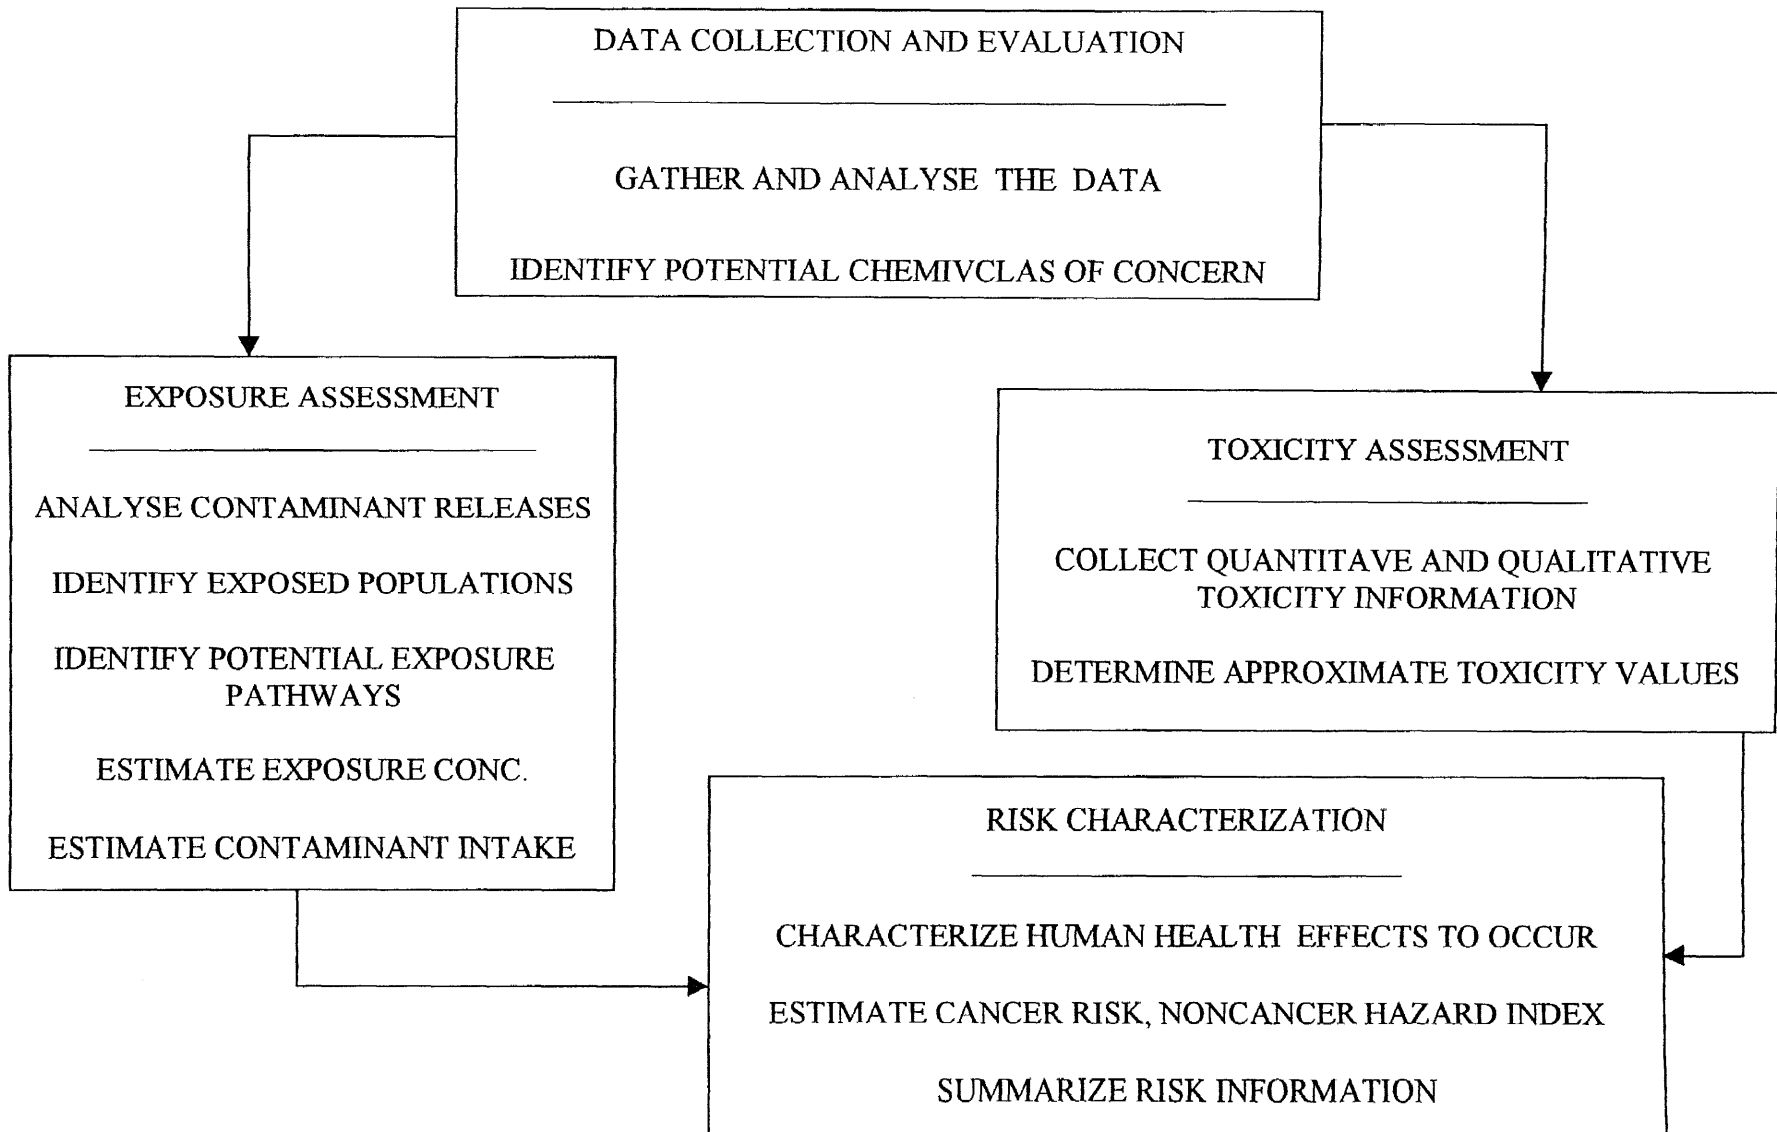 DATA COLLECTION AND EVALUATION
GATHER AND ANALYSE THE DATA
IDENTIFY POTENTIAL CHEMIVCLAS OF CONCERN
EXPOSURE ASSESSMENT
ANALYSE CONTAMINANT RELEASES
IDENTIFY EXPOSED POPULATIONS
IDENTIFY POTENTIAL EXPOSURE
PATHWAYS
ESTIMATE EXPOSURE CONC.
ESTIMATE CONTAMINANT INTAKE
TOXICITY ASSESSMENT
COLLECT QUANTITAVE AND QUALITATIVE
TOXICITY INFORMATION
DETERMINE APPROXIMATE TOXICITY VALUES
RISK CHARACTERIZATION
CHARACTERIZE HUMAN HEALTH EFFECTS TO OCCUR
ESTIMATE CANCER RISK, NONCANCER HAZARD INDEX
SUMMARIZE RISK INFORMATION